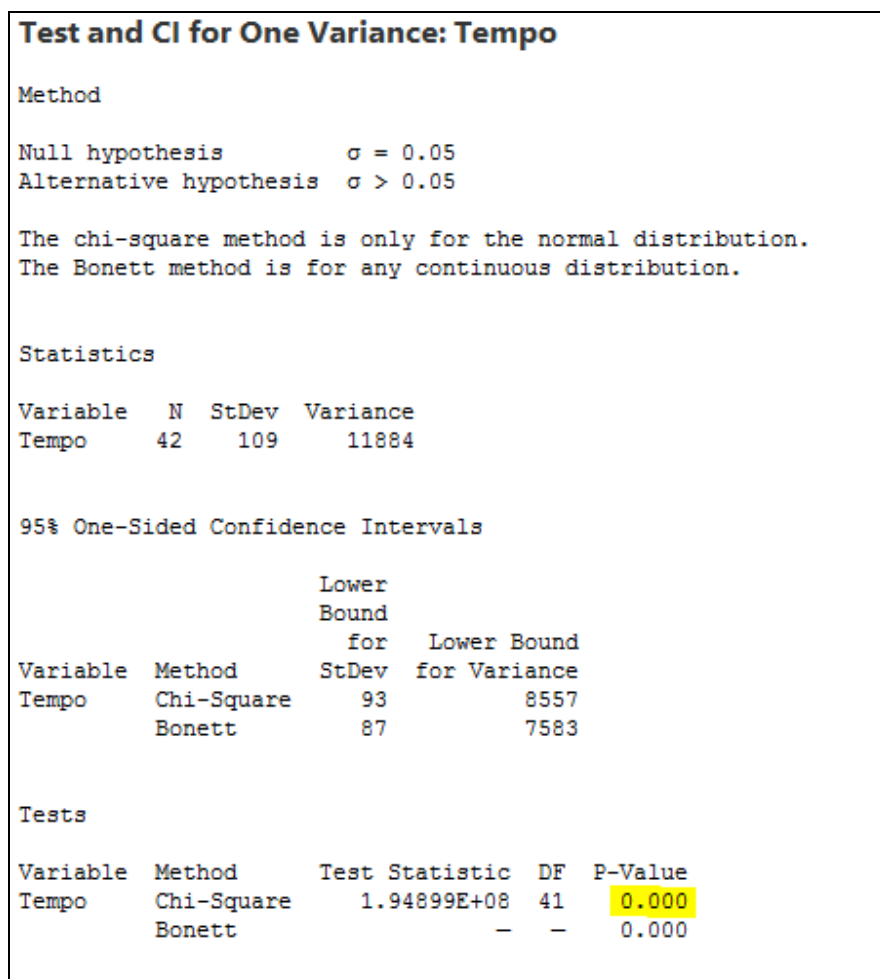 Test and CI for One Variance: Tempo
Method
Null hypothesis σ = 0.05
Alternative hypothesis σ > 0.05
The chi-square method is only for the normal distribution.
The Bonett method is for any continuous distribution.
Statistics
Variable N StDev Variance
Tempo 42 109 11884
95% One-Sided Confidence Intervals
Lower
Bound
for Lower Bound
Variable Method StDev for Variance
Tempo Chi-Square 93 8557
Bonett 87 7583
Tests
Variable Method Test Statistic DF P-Value
Tempo Chi-Square 1.94899E+08 41 0.000
Bonett — — 0.000